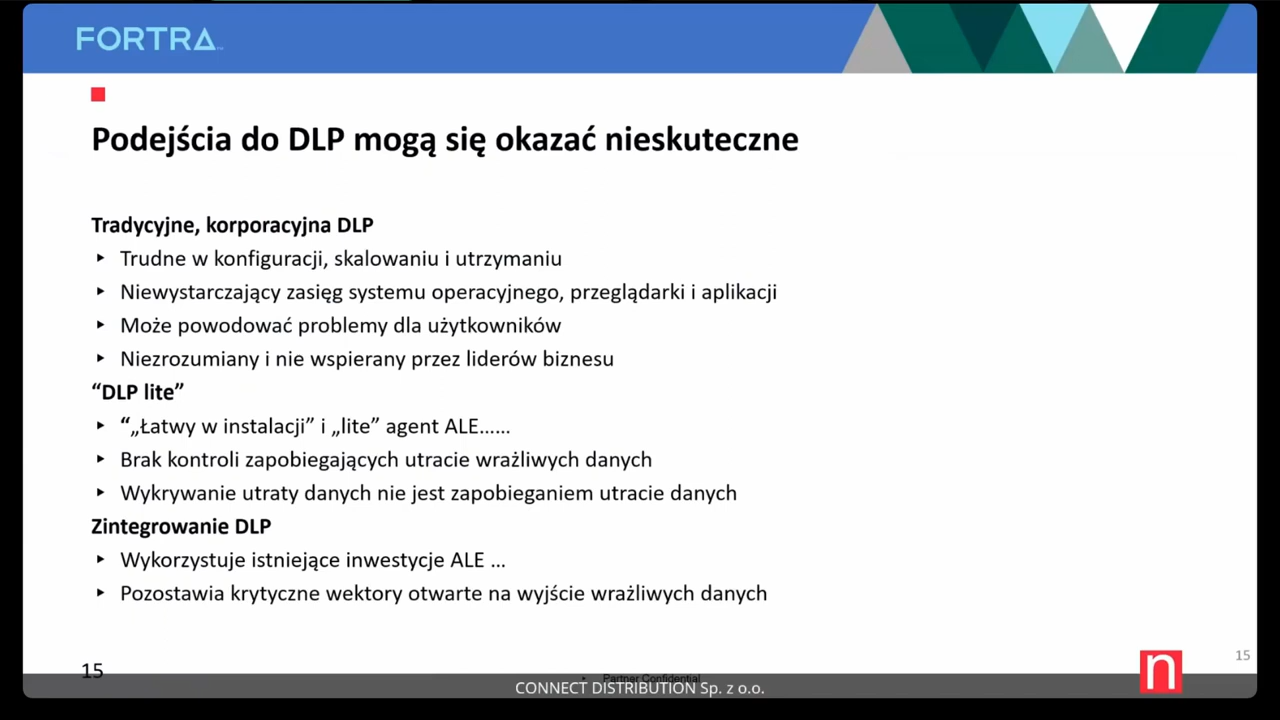 FORTRA
Podejścia do DLP mogą się okazać nieskuteczne
Tradycyjne, korporacyjna DLP
‣ Trudne w konfiguracji, skalowaniu i utrzymaniu
‣ Niewystarczający zasięg systemu operacyjnego, przeglądarki i aplikacji
‣ Może powodować problemy dla użytkowników
‣ Niezrozumiany i nie wspierany przez liderów biznesu
“DLP lite”
‣ “„Łatwy w instalacji” i „lite” agent ALE……
‣ Brak kontroli zapobiegających utracie wrażliwych danych
‣ Wykrywanie utraty danych nie jest zapobieganiem utracie danych
Zintegrowanie DLP
‣ Wykorzystuje istniejące inwestycje ALE …
‣ Pozostawia krytyczne wektory otwarte na wyjście wrażliwych danych
15
n
15
Partner Confidential
CONNECT DISTRIBUTION Sp. z o.o.